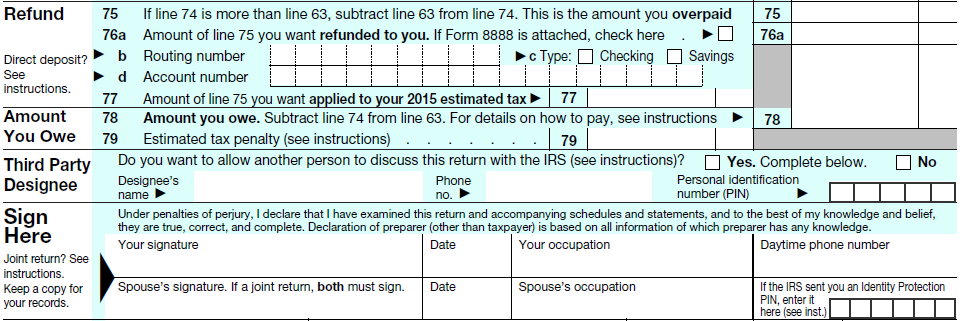 Refund
75 If line 74 is more than line 63, subtract line 63 from line 74. This is the amount you overpaid 75
76a Amount of line 75 you want refunded to you. If Form 8888 is attached, check here . ▶ 76a
Direct deposit?
See
instructions.
▶ b Routing number ▶ c Type: Checking Savings
▶ d Account number
77 Amount of line 75 you want applied to your 2015 estimated tax ▶ 77
Amount
You Owe
78 Amount you owe. Subtract line 74 from line 63. For details on how to pay, see instructions ▶ 78
79 Estimated tax penalty (see instructions) . . . . . . . 79
Third Party
Designee
Do you want to allow another person to discuss this return with the IRS (see instructions)? Yes. Complete below. No
Designee's
name ▶
Phone
no. ▶
Personal identification
number (PIN) ▶
Sign
Here
Joint return? See
instructions.
Keep a copy for
your records.
Under penalties of perjury, I declare that I have examined this return and accompanying schedules and statements, and to the best of my knowledge and belief,
they are true, correct, and complete. Declaration of preparer (other than taxpayer) is based on all information of which preparer has any knowledge.
Your signature Date Your occupation Daytime phone number
Spouse's signature. If a joint return, both must sign. Date Spouse's occupation
If the IRS sent you an Identity Protection
PIN, enter it
here (see inst.)